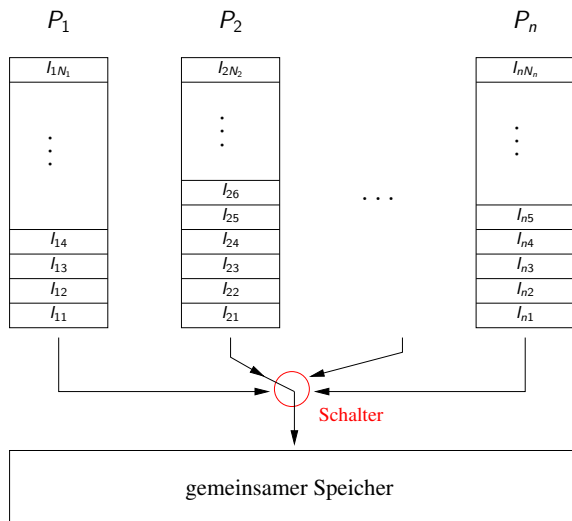 P₁ P₂ Pₙ
I₁N₁ I₂N₂ IₙNₙ
⋮ ⋮ ⋮
I₂₆
. . .
I₂₅ Iₙ₅
I₁₄ I₂₄ Iₙ₄
I₁₃ I₂₃ Iₙ₃
I₁₂ I₂₂ Iₙ₂
I₁₁ I₂₁ Iₙ₁
Schalter
gemeinsamer Speicher